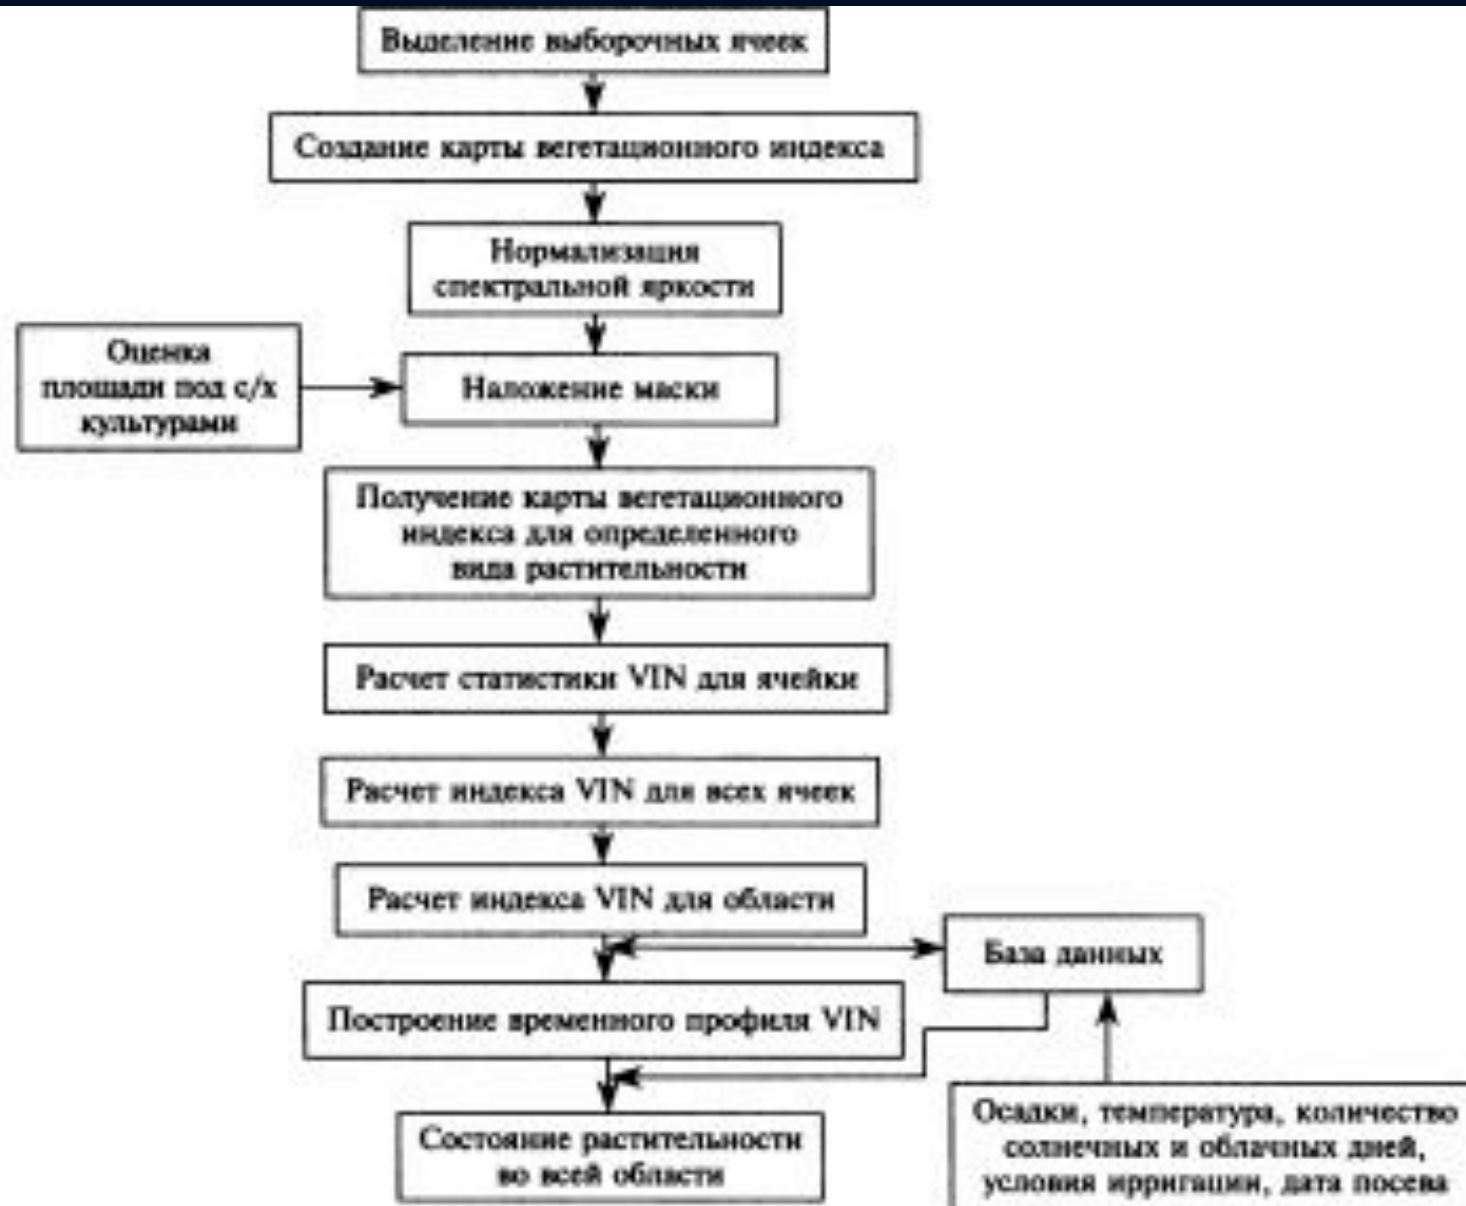 Выделение выборочных ячеек
Создание карты вегетационного индекса
Нормализация
спектральной яркости
Оценка
площади под с/х
культурами
Наложение маски
Получение карты вегетационного
индекса для определенного
вида растительности
Расчет статистики VIN для ячейки
Расчет индекса VIN для всех ячеек
Расчет индекса VIN для области
База данных
Построение временного профиля VIN
Осадки, температура, количество
солнечных и облачных дней,
условия ирригации, дата посева
Состояние растительности
во всей области